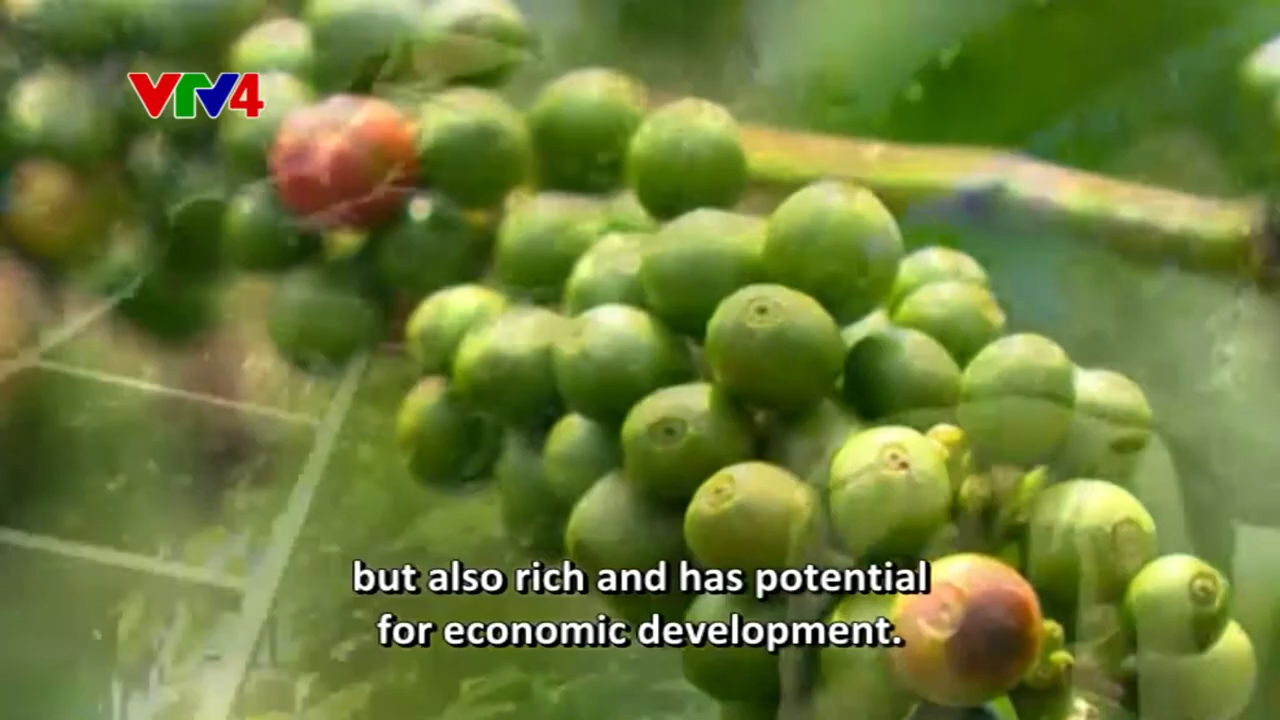 VTV4
but also rich and has potential
for economic development.